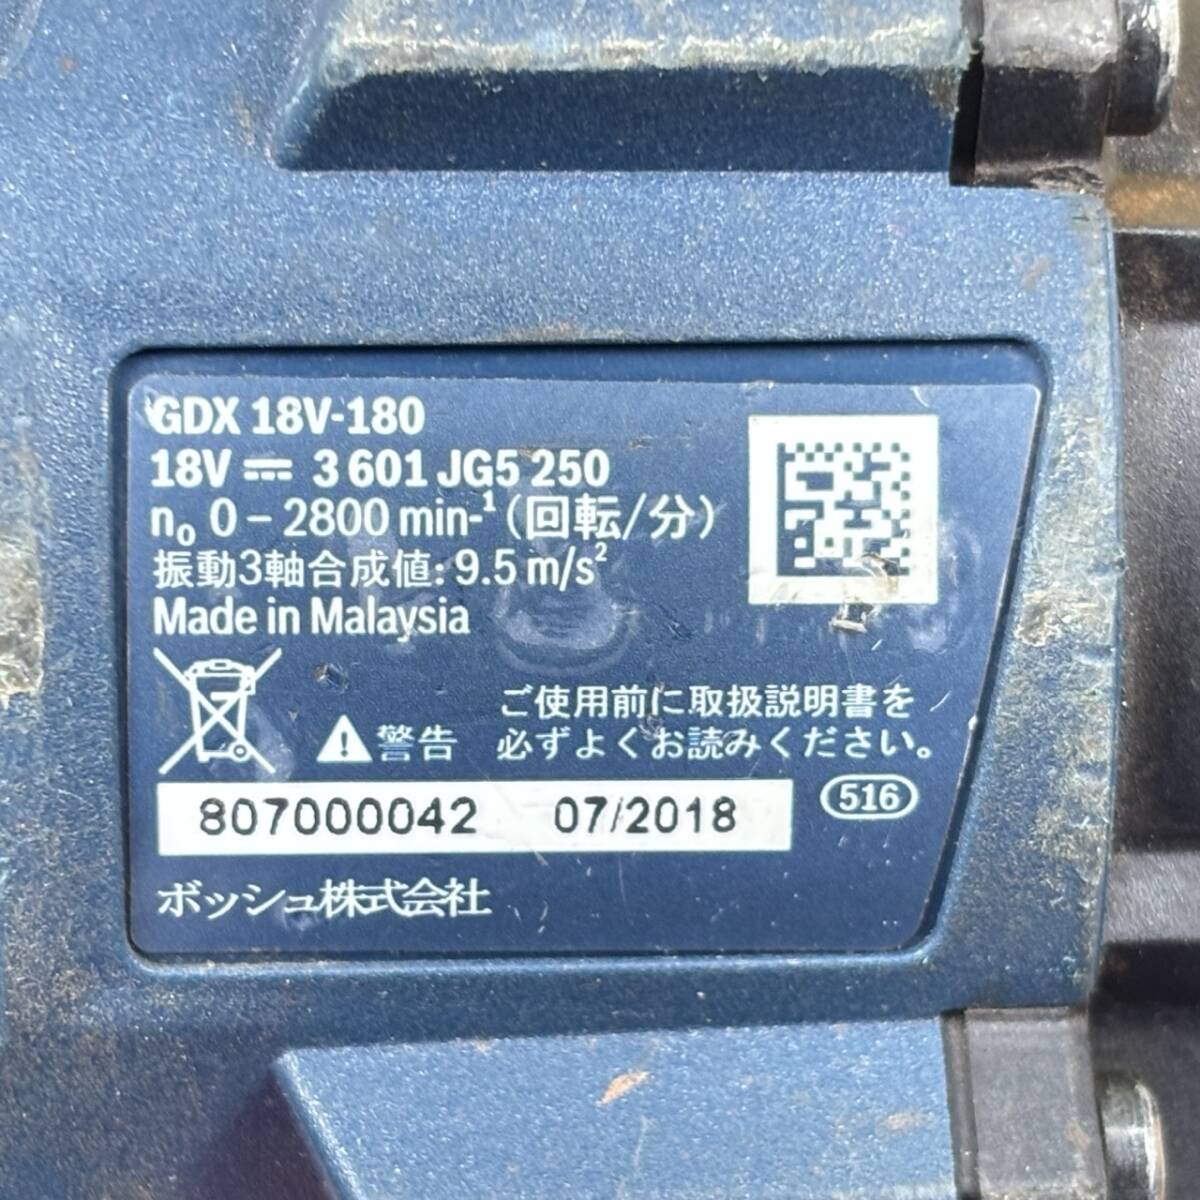 GDX 18V-180
18V ⎓ 3 601 JG5 250
n₀ 0 – 2800 min-¹ (回転/分)
振動3軸合成値: 9.5 m/s²
Made in Malaysia
ご使用前に取扱説明書を
警告 必ずよくお読みください。
807000042 07/2018
516
ボッシュ株式会社